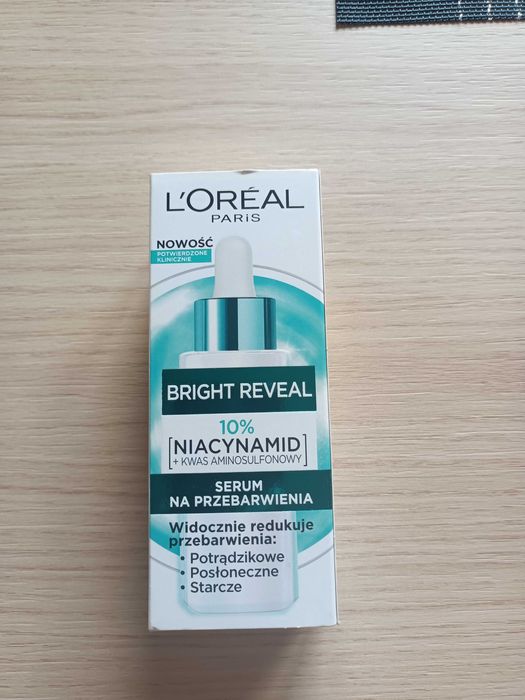 L'ORÉAL
PARIS
NOWOŚĆ
POTWIERDZONE
KLINICZNIE
BRIGHT REVEAL
10%
[NIACYNAMID
+ KWAS AMINOSULFONOWY]
SERUM
NA PRZEBARWIENIA
Widocznie redukuje
przebarwienia:
• Potrądzikowe
• Posłoneczne
• Starcze